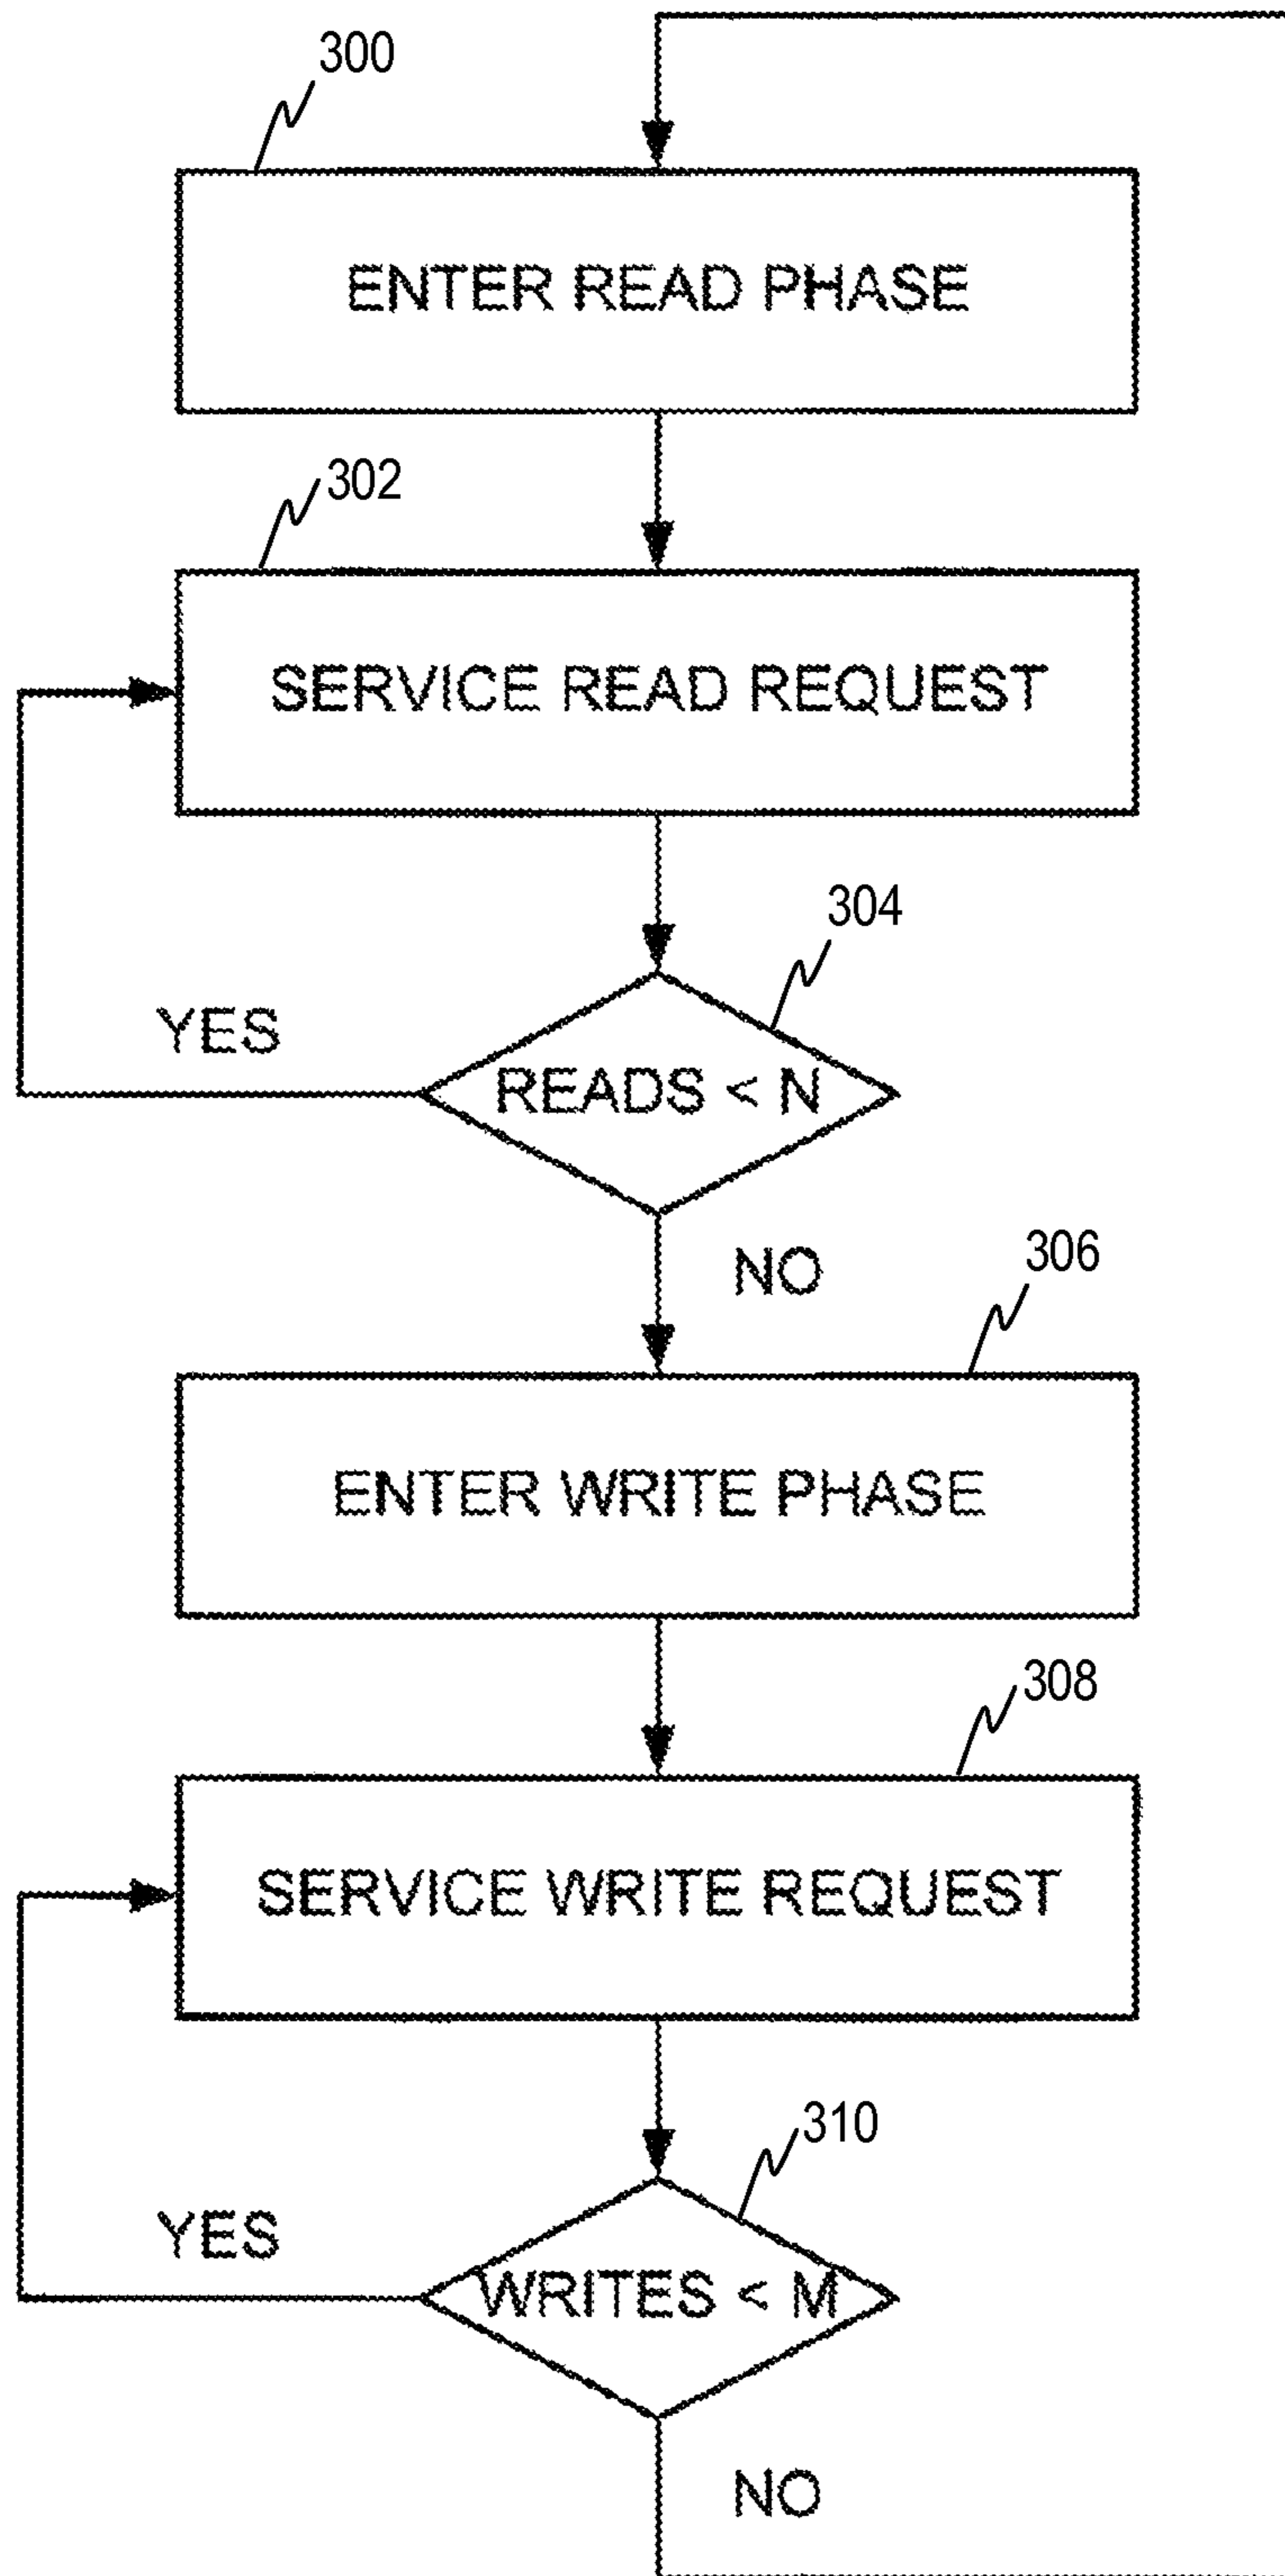 300
ENTER READ PHASE
302
SERVICE READ REQUEST
304
YES
READS < N
NO
306
ENTER WRITE PHASE
308
SERVICE WRITE REQUEST
310
YES
WRITES < M
NO